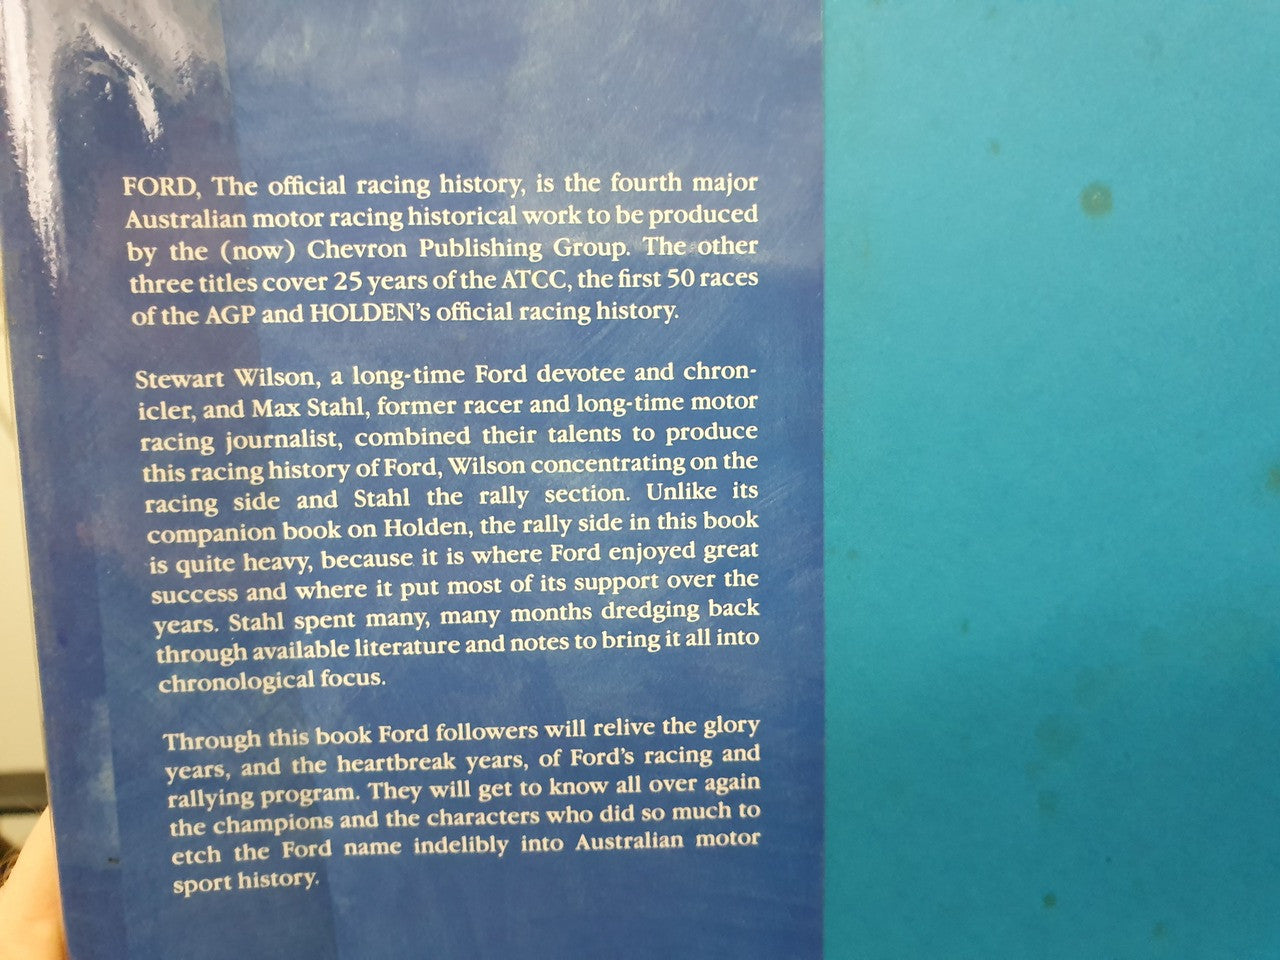 FORD, The official racing history, is the fourth major
Australian motor racing historical work to be produced
by the (now) Chevron Publishing Group. The other
three titles cover 25 years of the ATCC, the first 50 races
of the AGP and HOLDEN's official racing history.
Stewart Wilson, a long-time Ford devotee and chron-
icler, and Max Stahl, former racer and long-time motor
racing journalist, combined their talents to produce
this racing history of Ford, Wilson concentrating on the
racing side and Stahl the rally section. Unlike its
companion book on Holden, the rally side in this book
is quite heavy, because it is where Ford enjoyed great
success and where it put most of its support over the
years. Stahl spent many, many months dredging back
through available literature and notes to bring it all into
chronological focus.
Through this book Ford followers will relive the glory
years, and the heartbreak years, of Ford's racing and
rallying program. They will get to know all over again
the champions and the characters who did so much to
etch the Ford name indelibly into Australian motor
sport history.